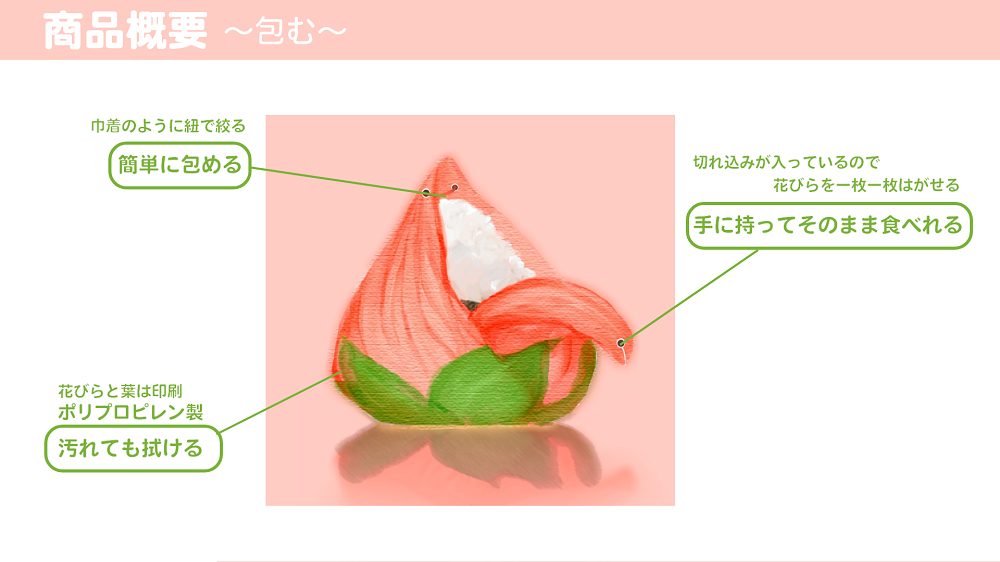 商品概要 〜包む〜
巾着のように紐で絞る
簡単に包める
切れ込みが入っているので
花びらを一枚一枚はがせる
手に持ってそのまま食べれる
花びらと葉は印刷
ポリプロピレン製
汚れても拭ける